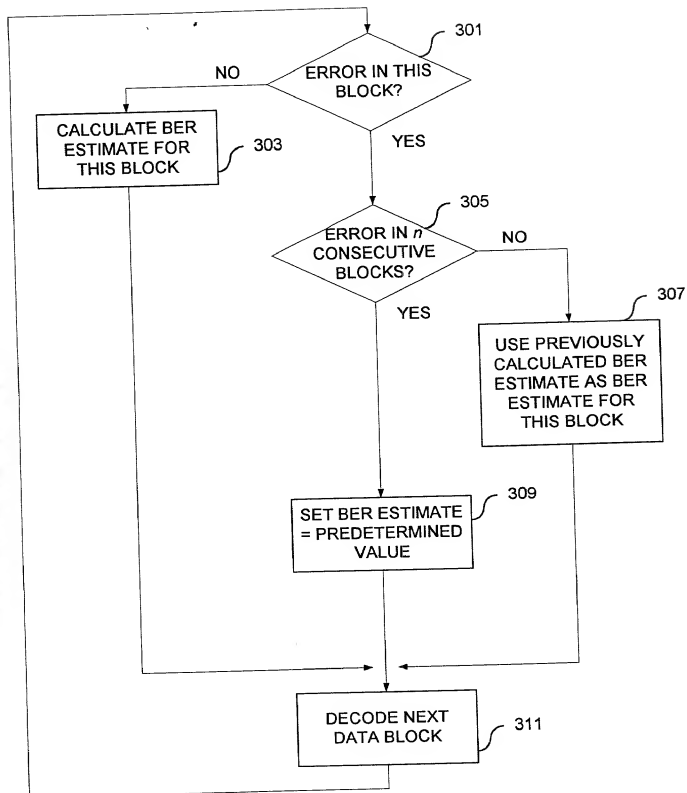 301
ERROR IN THIS
BLOCK?
NO
YES
CALCULATE BER
ESTIMATE FOR
THIS BLOCK
303
305
ERROR IN n
CONSECUTIVE
BLOCKS?
NO
YES
307
USE PREVIOUSLY
CALCULATED BER
ESTIMATE AS BER
ESTIMATE FOR
THIS BLOCK
309
SET BER ESTIMATE
= PREDETERMINED
VALUE
DECODE NEXT
DATA BLOCK
311